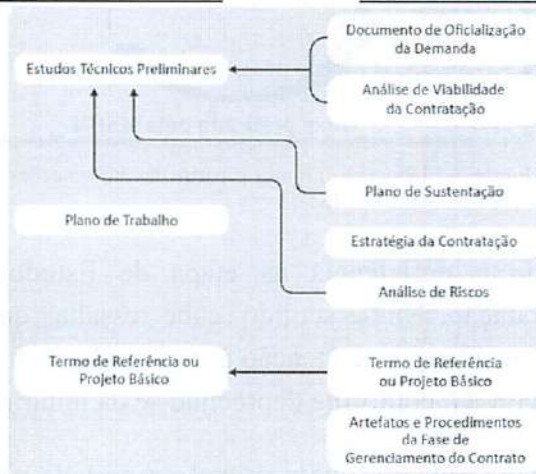 Documento de Oficialização
da Demanda
Estudos Técnicos Preliminares
Análise de Viabilidade
da Contratação
Plano de Sustentação
Plano de Trabalho
Estratégia da Contratação
Análise de Riscos
Termo de Referência ou
Projeto Básico
Termo de Referência
ou Projeto Básico
Artefatos e Procedimentos
da Fase de
Gerenciamento do Contrato